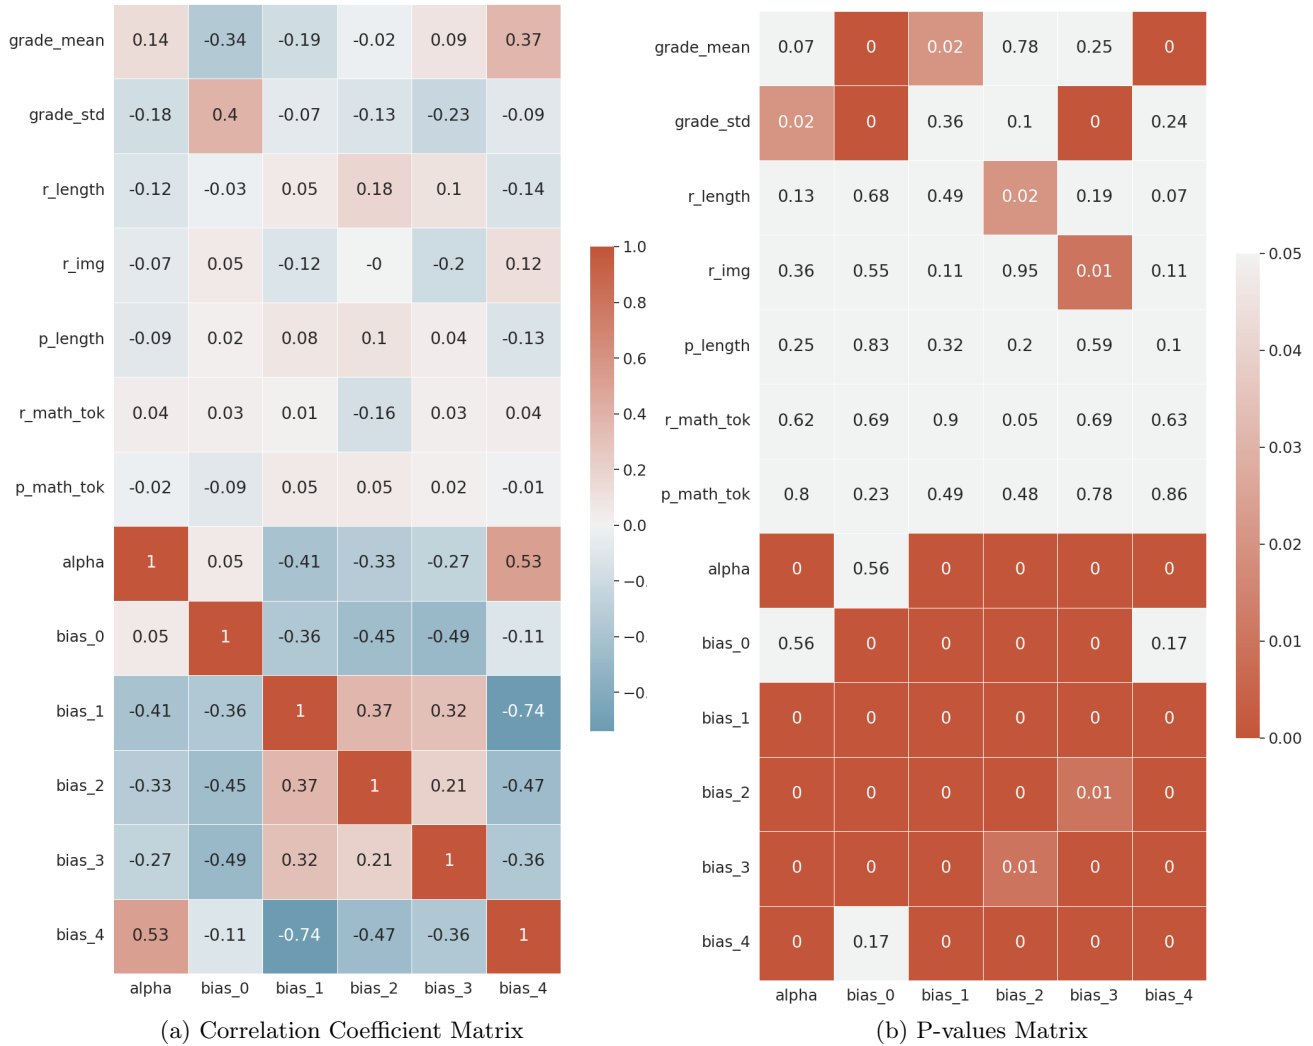 grade_mean 0.14 -0.34 -0.19 -0.02 0.09 0.37
grade_std -0.18 0.4 -0.07 -0.13 -0.23 -0.09
r_length -0.12 -0.03 0.05 0.18 0.1 -0.14
r_img -0.07 0.05 -0.12 -0 -0.2 0.12
p_length -0.09 0.02 0.08 0.1 0.04 -0.13
r_math_tok 0.04 0.03 0.01 -0.16 0.03 0.04
p_math_tok -0.02 -0.09 0.05 0.05 0.02 -0.01
alpha 1 0.05 -0.41 -0.33 -0.27 0.53
bias_0 0.05 1 -0.36 -0.45 -0.49 -0.11
bias_1 -0.41 -0.36 1 0.37 0.32 -0.74
bias_2 -0.33 -0.45 0.37 1 0.21 -0.47
bias_3 -0.27 -0.49 0.32 0.21 1 -0.36
bias_4 0.53 -0.11 -0.74 -0.47 -0.36 1
alpha bias_0 bias_1 bias_2 bias_3 bias_4
1.0
0.8
0.6
0.4
0.2
0.0
−0.
−0.
−0.
(a) Correlation Coefficient Matrix
grade_mean 0.07 0 0.02 0.78 0.25 0
grade_std 0.02 0 0.36 0.1 0 0.24
r_length 0.13 0.68 0.49 0.02 0.19 0.07
r_img 0.36 0.55 0.11 0.95 0.01 0.11
p_length 0.25 0.83 0.32 0.2 0.59 0.1
r_math_tok 0.62 0.69 0.9 0.05 0.69 0.63
p_math_tok 0.8 0.23 0.49 0.48 0.78 0.86
alpha 0 0.56 0 0 0 0
bias_0 0.56 0 0 0 0 0.17
bias_1 0 0 0 0 0 0
bias_2 0 0 0 0 0.01 0
bias_3 0 0 0 0.01 0 0
bias_4 0 0.17 0 0 0 0
alpha bias_0 bias_1 bias_2 bias_3 bias_4
0.05
0.04
0.03
0.02
0.01
0.00
(b) P-values Matrix